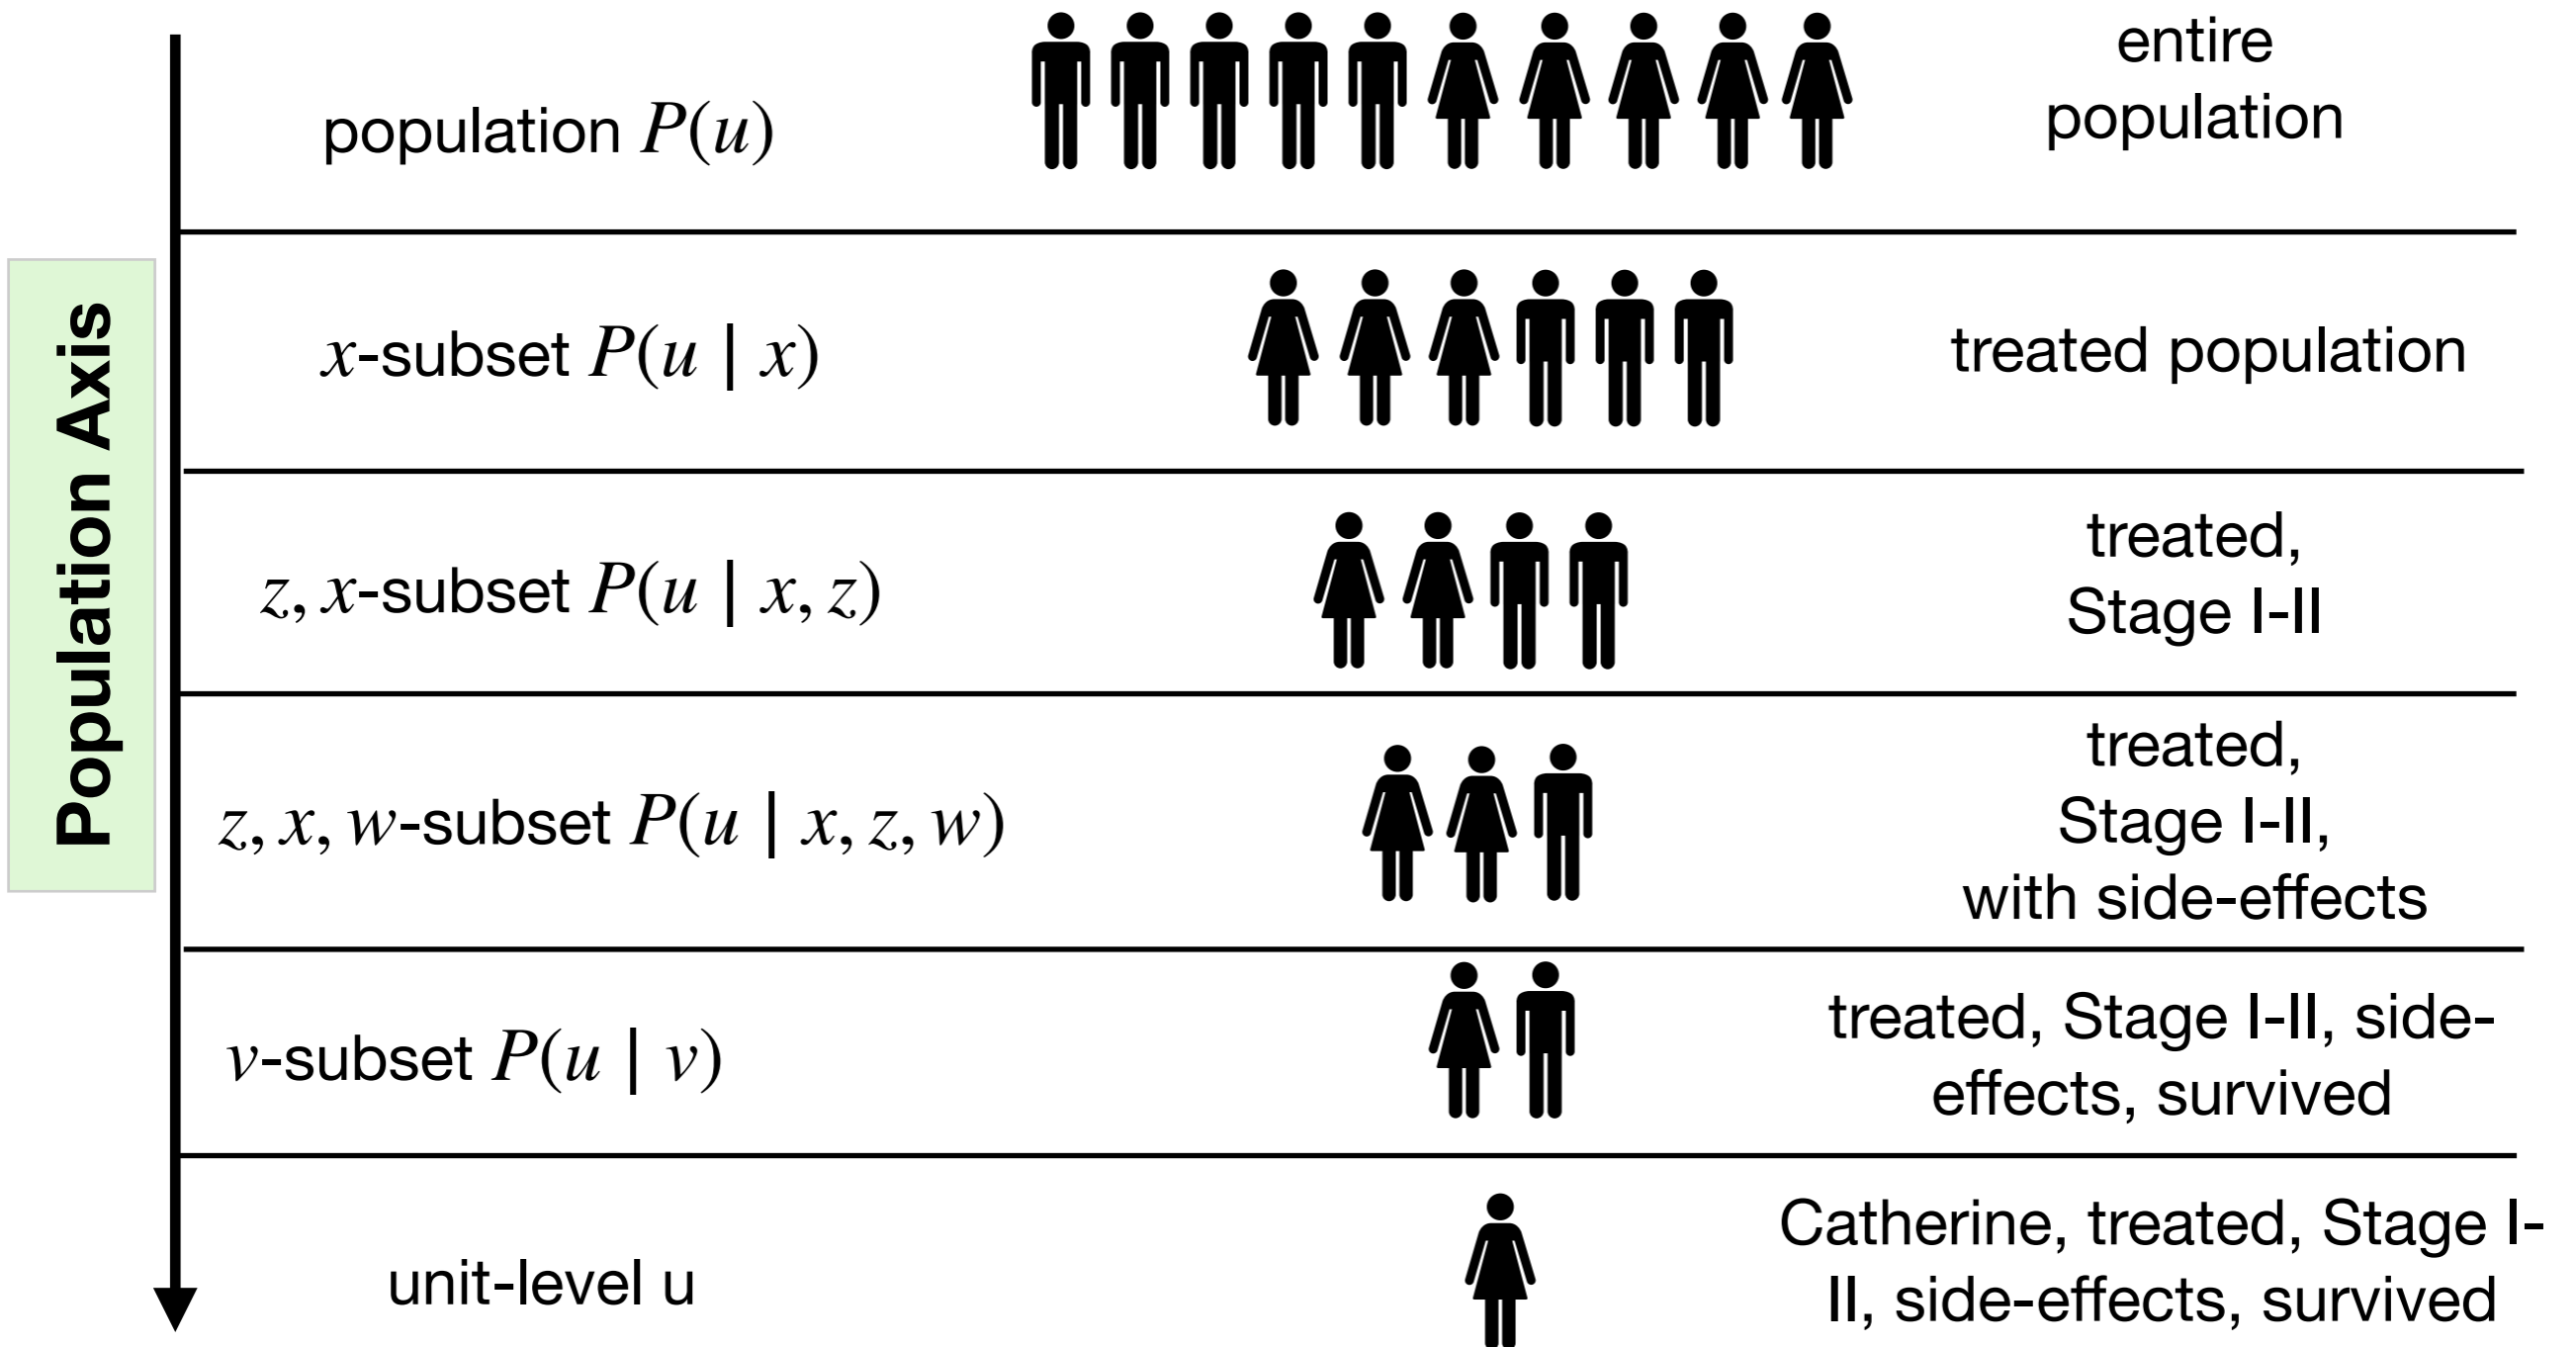 Population Axis
population P(u)
entire
population
x-subset P(u | x)
treated population
z, x-subset P(u | x, z)
treated,
Stage I-II
z, x, w-subset P(u | x, z, w)
treated,
Stage I-II,
with side-effects
v-subset P(u | v)
treated, Stage I-II, side-
effects, survived
unit-level u
Catherine, treated, Stage I-
II, side-effects, survived